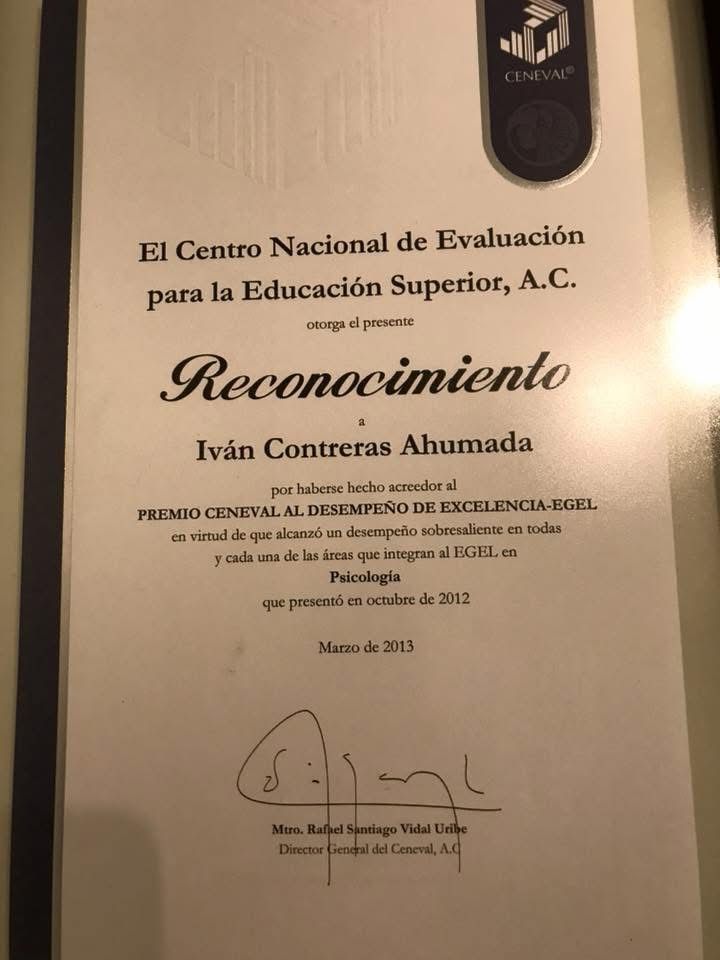 CENEVAL®
El Centro Nacional de Evaluación
para la Educación Superior, A.C.
otorga el presente
Reconocimiento
a
Iván Contreras Ahumada
por haberse hecho acreedor al
PREMIO CENEVAL AL DESEMPEÑO DE EXCELENCIA-EGEL
en virtud de que alcanzó un desempeño sobresaliente en todas
y cada una de las áreas que integran al EGEL en
Psicología
que presentó en octubre de 2012
Marzo de 2013
Mtro. Rafael Santiago Vidal Uribe
Director General del Ceneval, A.C